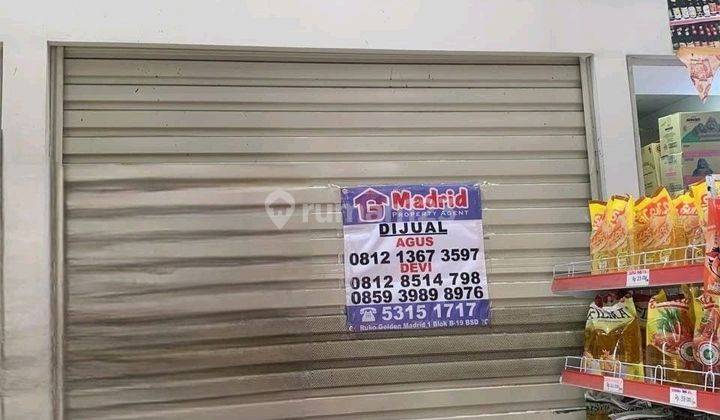 Madrid
PROPERTY AGENT
DIJUAL
AGUS
0812 1367 3597
DEVI
0812 8514 798
0859 3989 8976
☎ 5315 1717
Ruko Golden Madrid 1 Blok B-19 BSD
rumah